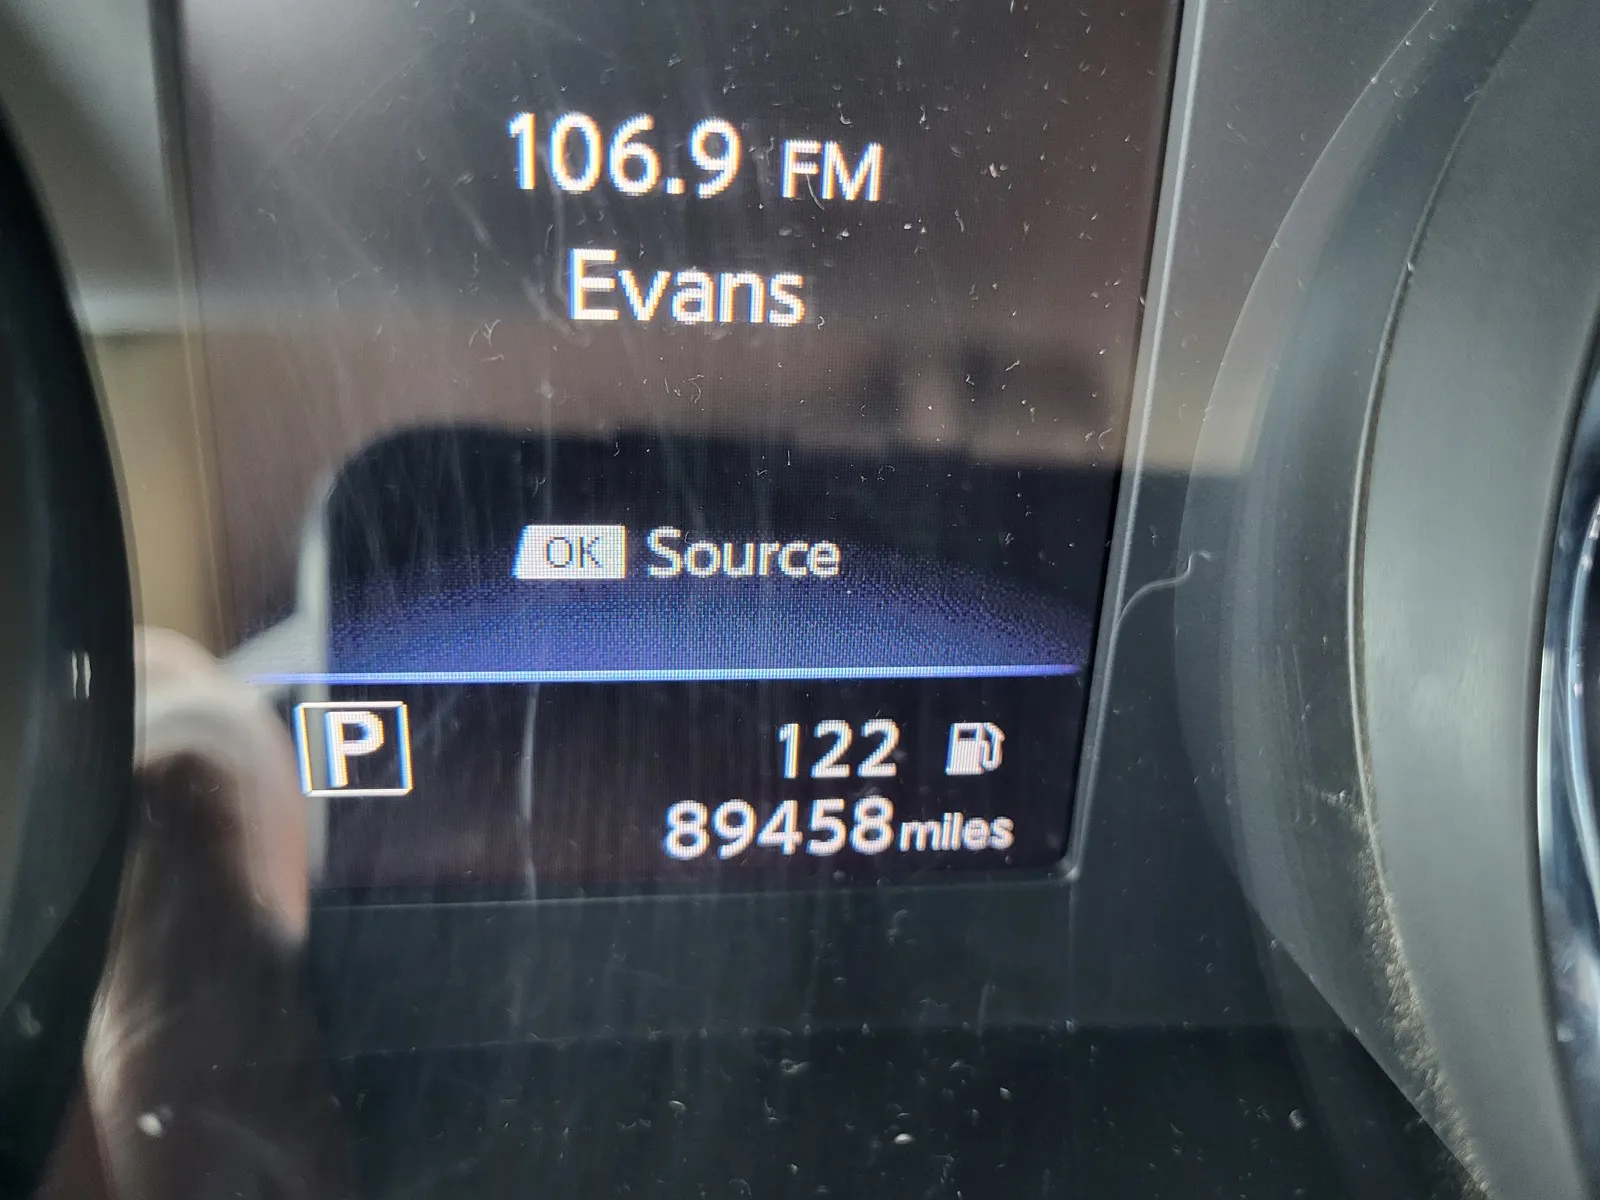 106.9 FM
Evans
OK Source
P
122
89458 miles